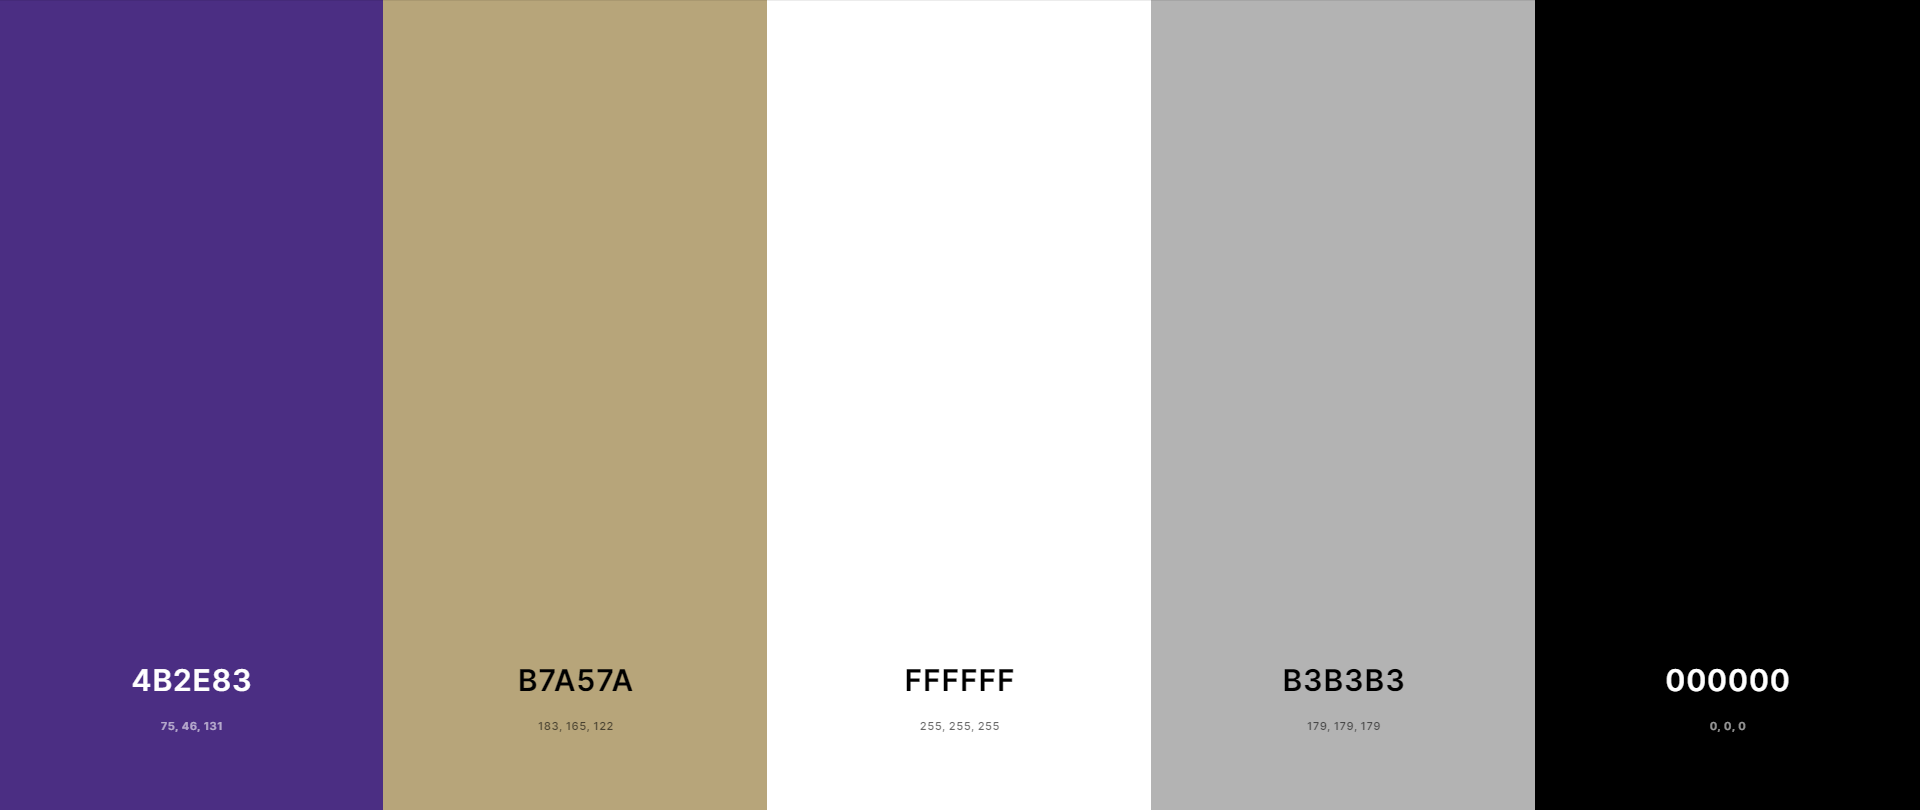 4B2E83
75, 46, 131
B7A57A
183, 165, 122
FFFFFF
255, 255, 255
B3B3B3
179, 179, 179
000000
0, 0, 0